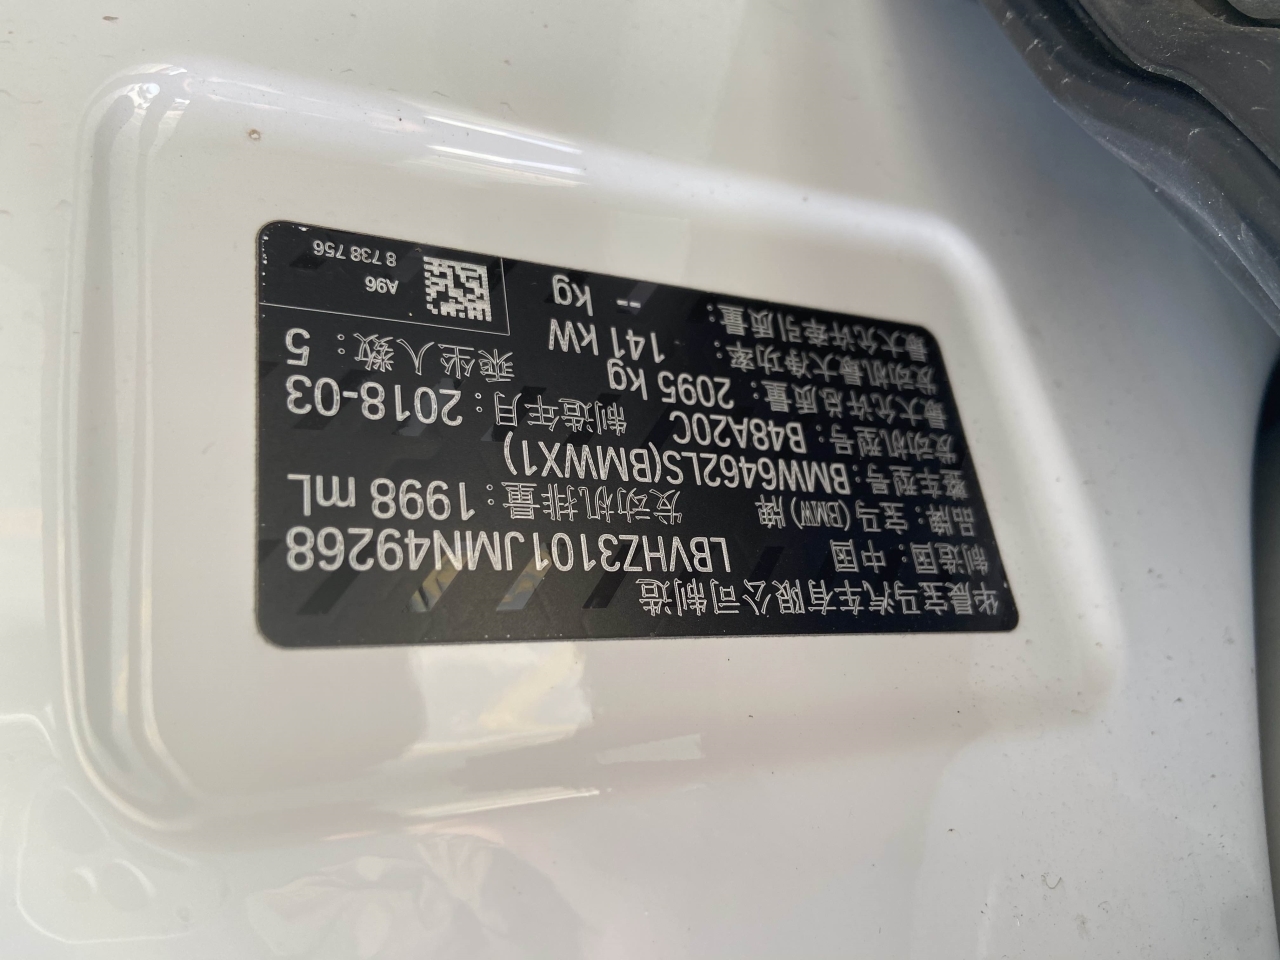 华晨宝马汽车有限公司制造
制造国：中国 LBVHZ3101JMN49268
品牌：宝马(BMW)牌 发动机排量：1998 mL
整车型号：BMW6462LS(BMWX1)
发动机型号：B48A20C 制造年月：2018-03
最大允许总质量：2095 kg 乘坐人数：5
发动机最大净功率：141 kW
最大允许牵引质量：-- kg
A96
8 738 756